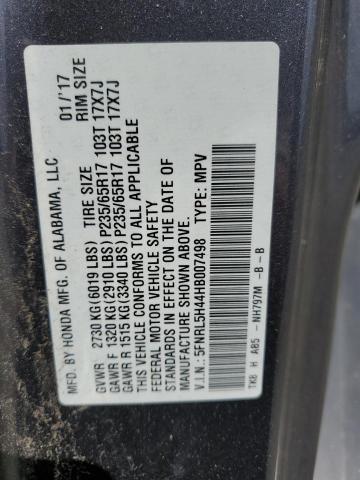 MFD. BY HONDA MFG. OF ALABAMA, LLC 01/'17
TIRE SIZE RIM SIZE
GVWR 2730 KG(6019 LBS)
GAWR F 1320 KG(2910 LBS)P235/65R17 103T 17X7J
GAWR R 1515 KG(3340 LBS)P235/65R17 103T 17X7J
THIS VEHICLE CONFORMS TO ALL APPLICABLE
FEDERAL MOTOR VEHICLE SAFETY
STANDARDS IN EFFECT ON THE DATE OF
MANUFACTURE SHOWN ABOVE.
V.I.N.: 5FNRL5H44HB007498 TYPE: MPV
TK8 H AB5 -NH797M -B -B